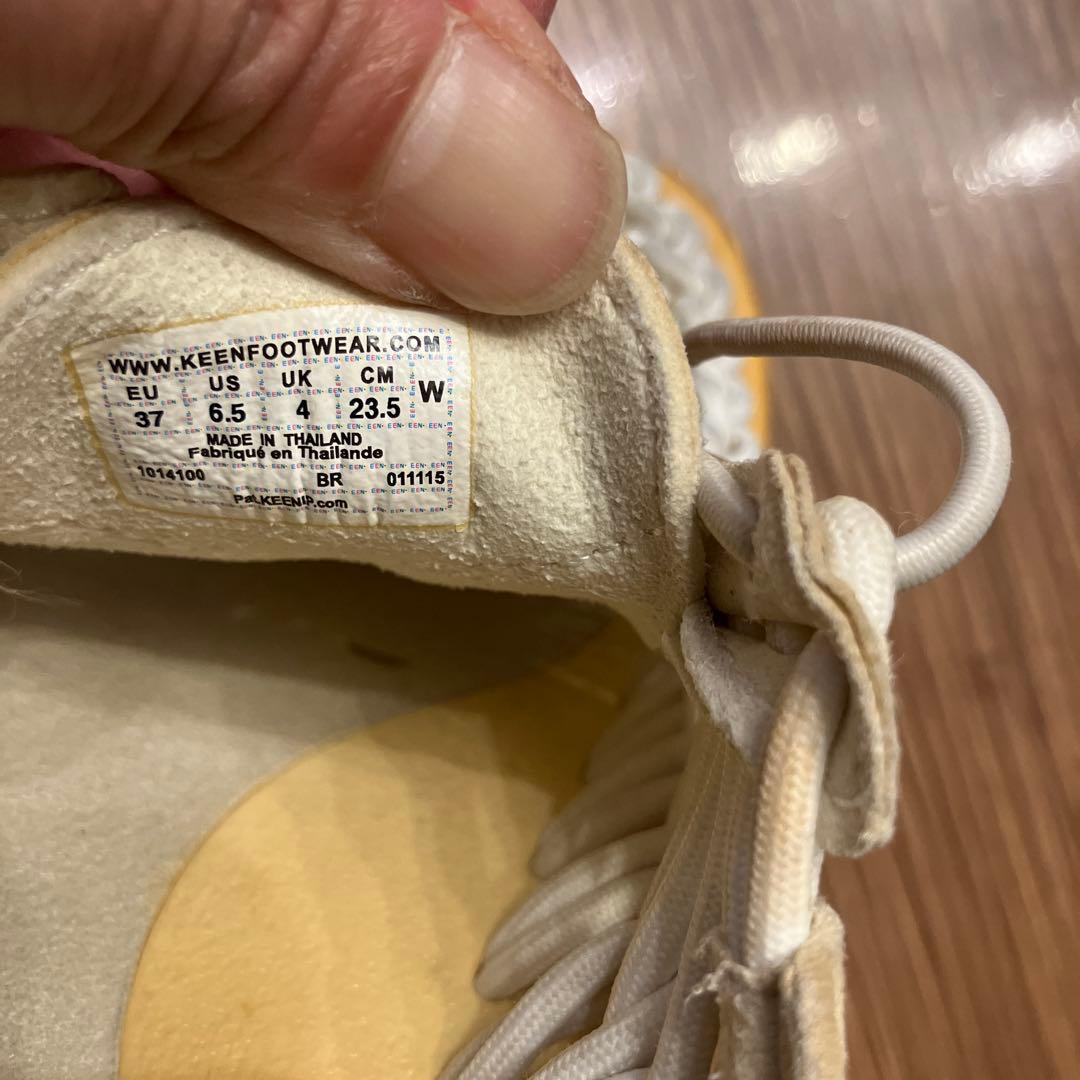 WWW.KEENFOOTWEAR.COM
EU US UK CM W
37 6.5 4 23.5
MADE IN THAILAND
Fabriqué en Thaïlande
1014100 BR 011115
Pat.KEENIP.com